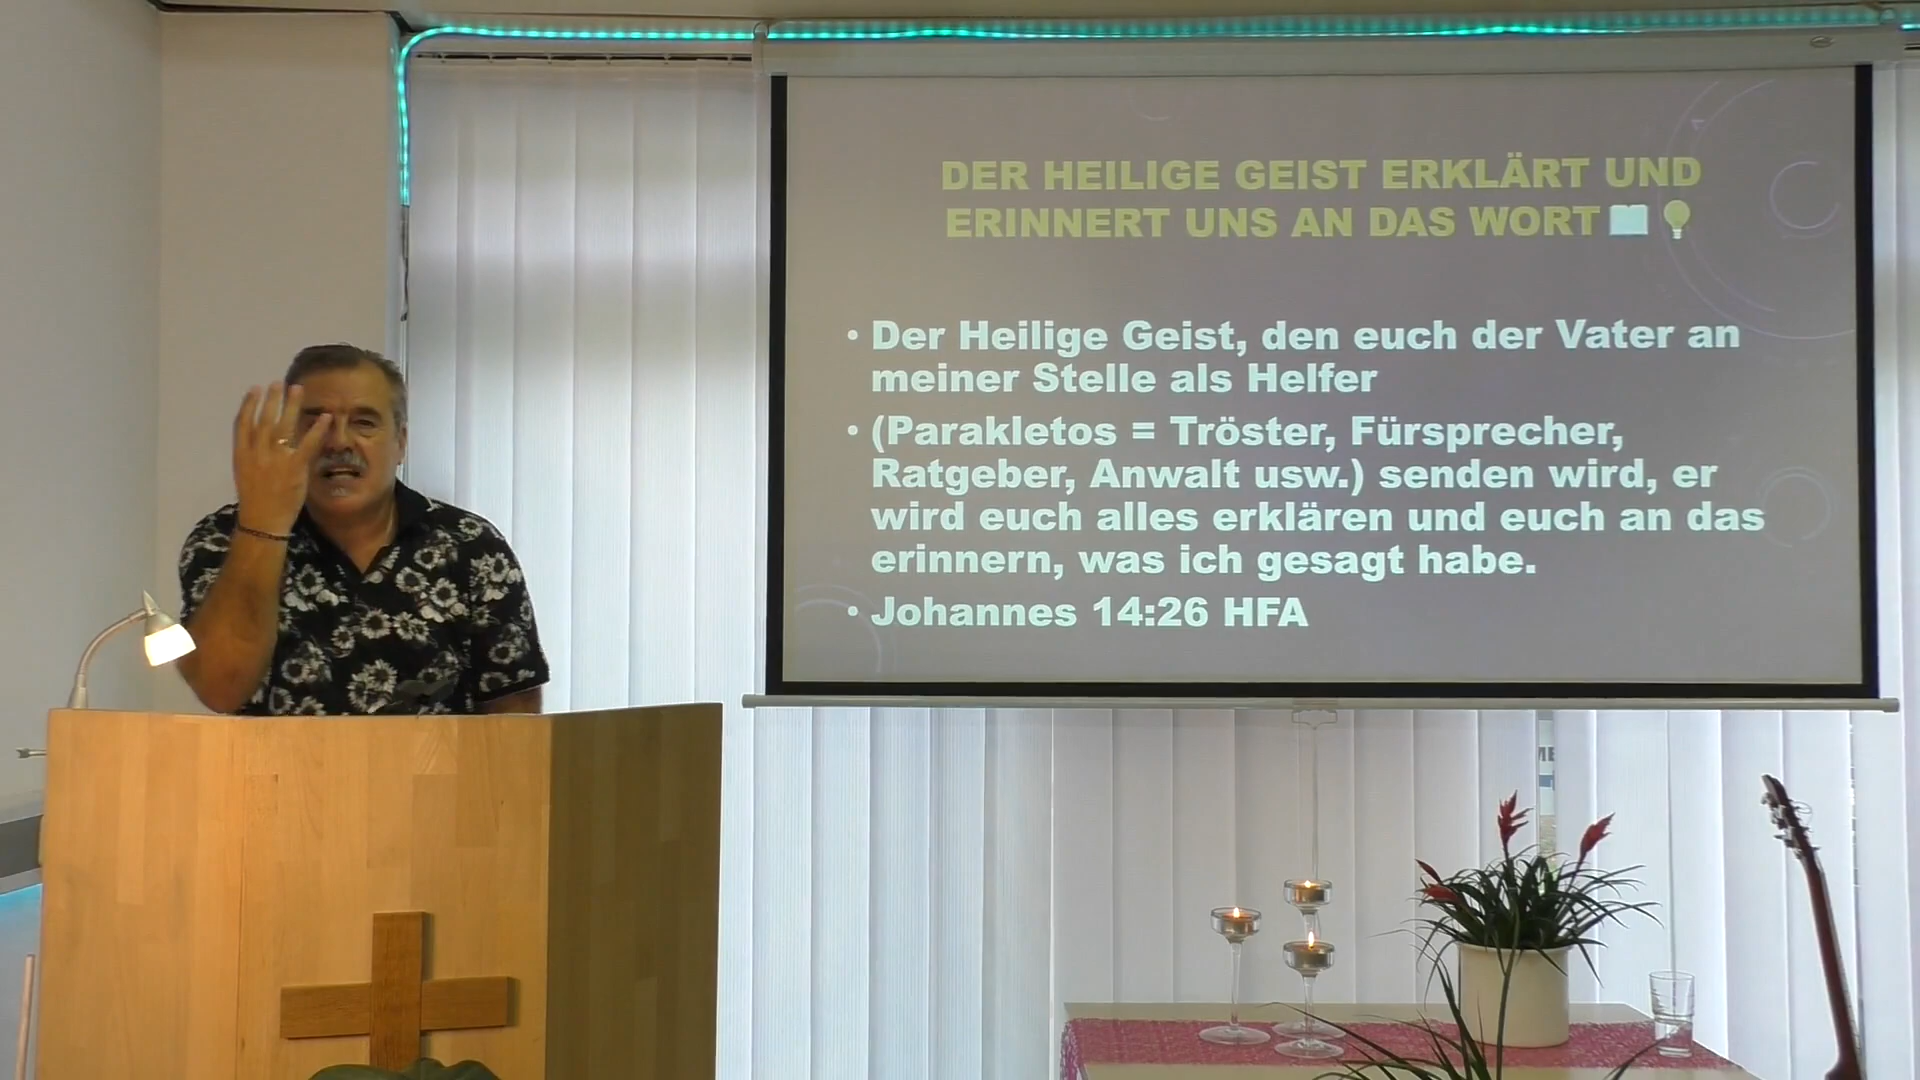 DER HEILIGE GEIST ERKLÄRT UND
ERINNERT UNS AN DAS WORT
• Der Heilige Geist, den euch der Vater an
meiner Stelle als Helfer
• (Parakletos = Tröster, Fürsprecher,
Ratgeber, Anwalt usw.) senden wird, er
wird euch alles erklären und euch an das
erinnern, was ich gesagt habe.
• Johannes 14:26 HFA